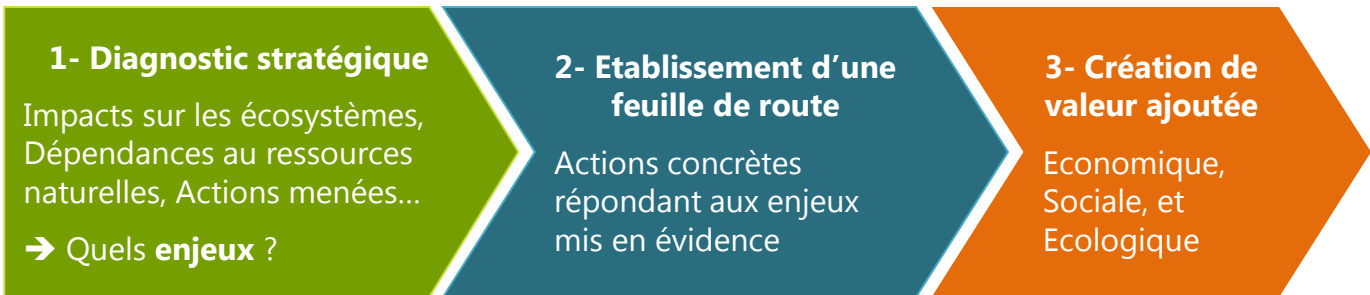 1- Diagnostic stratégique
Impacts sur les écosystèmes,
Dépendances au ressources
naturelles, Actions menées...
➔ Quels enjeux ?
2- Etablissement d’une
feuille de route
Actions concrètes
répondant aux enjeux
mis en évidence
3- Création de
valeur ajoutée
Economique,
Sociale, et
Ecologique